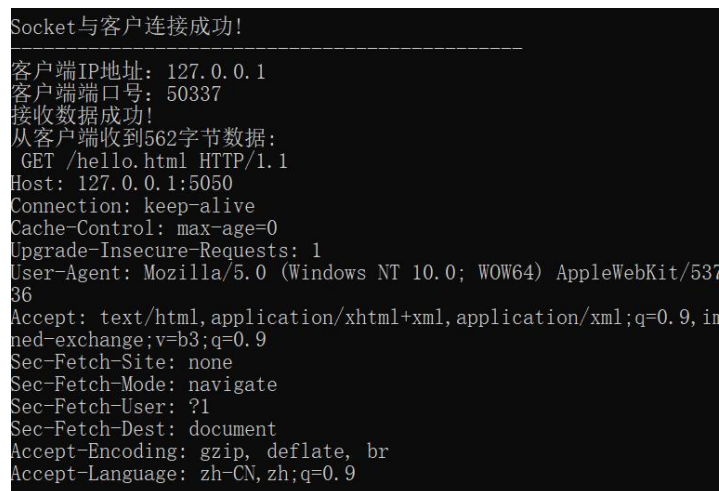 Socket与客户连接成功!
----------------------------------------------
客户端IP地址: 127.0.0.1
客户端端口号: 50337
接收数据成功!
从客户端收到562字节数据:
GET /hello.html HTTP/1.1
Host: 127.0.0.1:5050
Connection: keep-alive
Cache-Control: max-age=0
Upgrade-Insecure-Requests: 1
User-Agent: Mozilla/5.0 (Windows NT 10.0; WOW64) AppleWebKit/537
36
Accept: text/html,application/xhtml+xml,application/xml;q=0.9,im
ned-exchange;v=b3;q=0.9
Sec-Fetch-Site: none
Sec-Fetch-Mode: navigate
Sec-Fetch-User: ?1
Sec-Fetch-Dest: document
Accept-Encoding: gzip, deflate, br
Accept-Language: zh-CN,zh;q=0.9